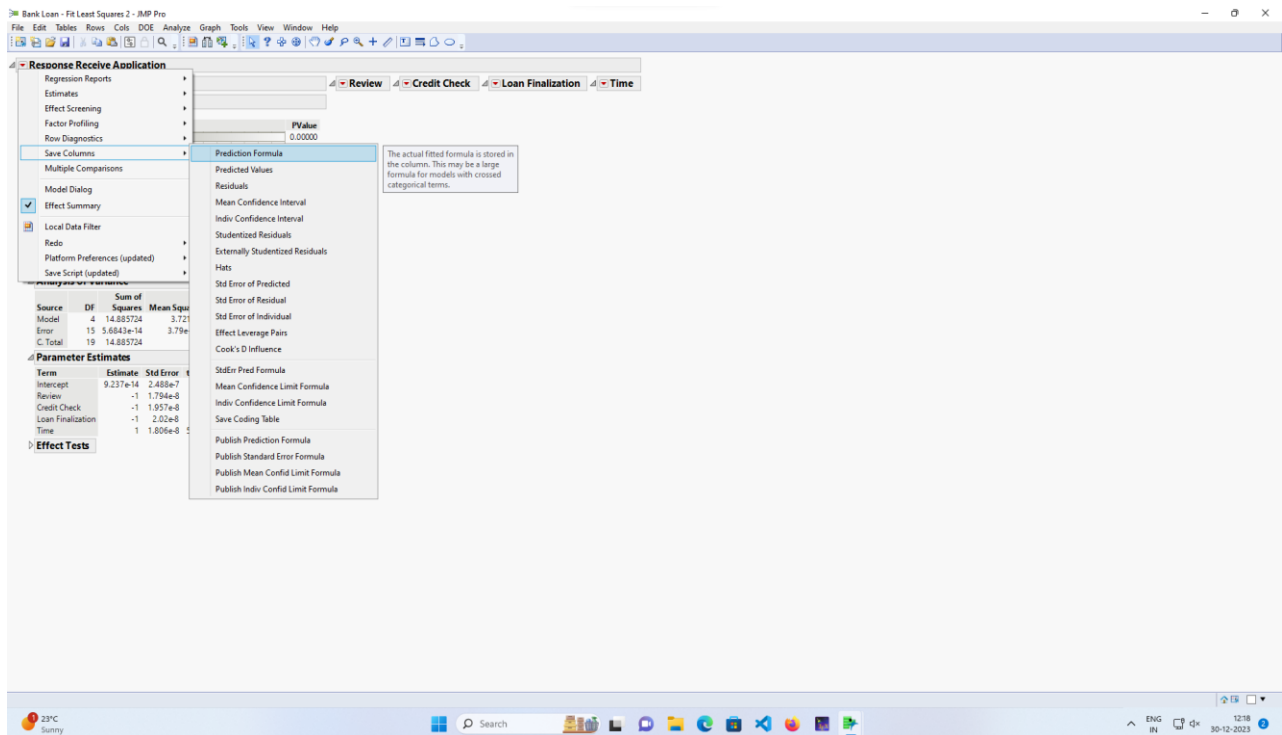 Bank Loan - Fit Least Squares 2 - JMP Pro
File Edit Tables Rows Cols DOE Analyze Graph Tools View Window Help
Response Receive Application
Review Credit Check Loan Finalization Time
Regression Reports
Estimates
Effect Screening
Factor Profiling
Row Diagnostics
Save Columns
Multiple Comparisons
Model Dialog
Effect Summary
Local Data Filter
Redo
Platform Preferences (updated)
Save Script (updated)
PValue
0.00000
Prediction Formula
Predicted Values
Residuals
Mean Confidence Interval
Indiv Confidence Interval
Studentized Residuals
Externally Studentized Residuals
Hats
Std Error of Predicted
Std Error of Residual
Std Error of Individual
Effect Leverage Pairs
Cook's D Influence
StdErr Pred Formula
Mean Confidence Limit Formula
Indiv Confidence Limit Formula
Save Coding Table
Publish Prediction Formula
Publish Standard Error Formula
Publish Mean Confid Limit Formula
Publish Indiv Confid Limit Formula
The actual fitted formula is stored in
the column. This may be a large
formula for models with crossed
categorical terms.
Analysis of Variance
Sum of
Source DF Squares Mean Squa
Model 4 14.885724 3.721
Error 15 5.6843e-14 3.79e
C. Total 19 14.885724
Parameter Estimates
Term Estimate Std Error t
Intercept 9.237e-14 2.488e-7
Review -1 1.794e-8
Credit Check -1 1.957e-8
Loan Finalization -1 2.02e-8
Time 1 1.806e-8 5
Effect Tests
1
23°C
Sunny
Search
ENG
IN
12:18
30-12-2023
2